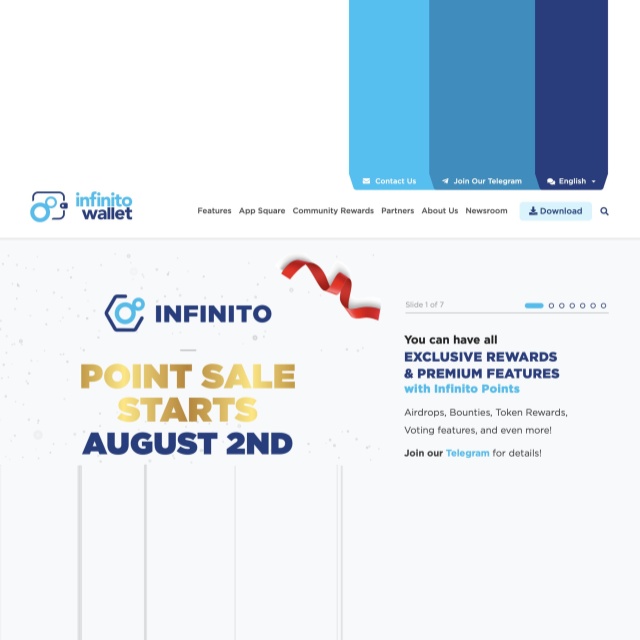 Contact Us
Join Our Telegram
English
infinito
wallet
Features App Square Community Rewards Partners About Us Newsroom Download
INFINITO
Slide 1 of 7
You can have all
EXCLUSIVE REWARDS
& PREMIUM FEATURES
with Infinito Points
Airdrops, Bounties, Token Rewards,
Voting features, and even more!
Join our Telegram for details!
POINT SALE
STARTS
AUGUST 2ND